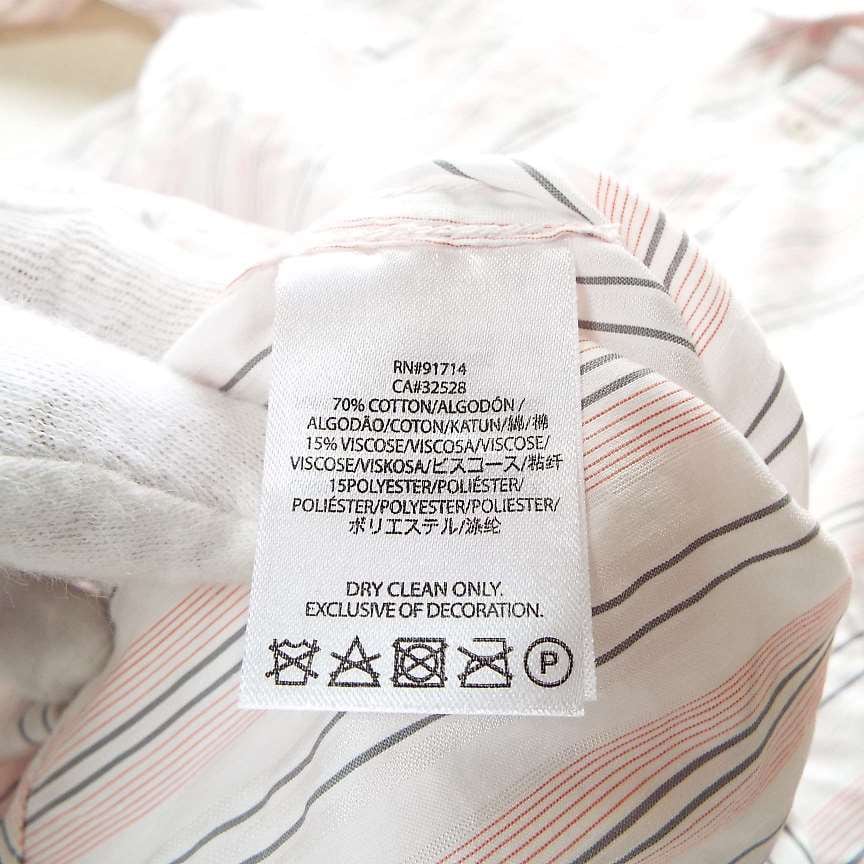 RN#91714
CA#32528
70% COTTON/ALGODÓN/
ALGODÃO/COTON/KATUN/綿/棉
15% VISCOSE/VISCOSA/VISCOSE/
VISCOSE/VISKOSA/ビスコース/粘纤
15POLYESTER/POLIÉSTER/
POLIÉSTER/POLYESTER/POLIESTER/
ポリエステル/涤纶
DRY CLEAN ONLY.
EXCLUSIVE OF DECORATION.
P